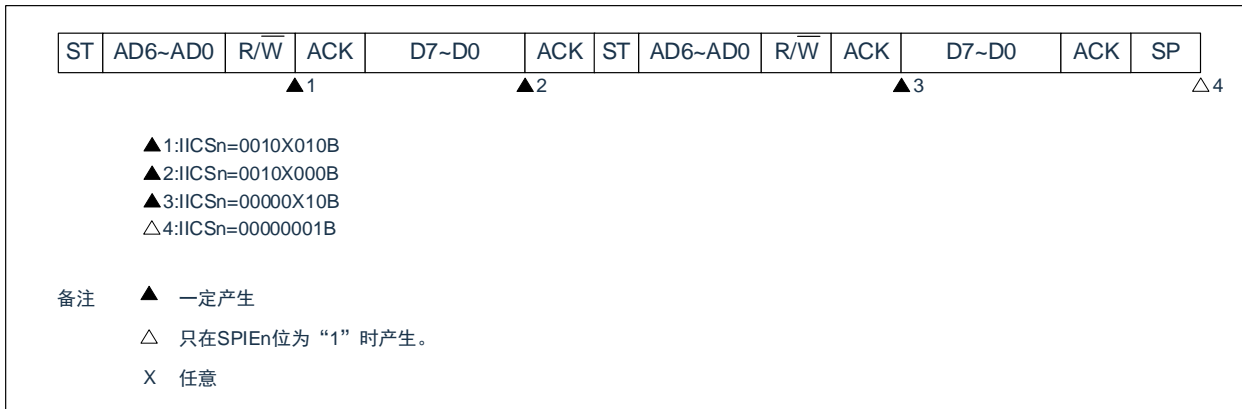 ST AD6~AD0 R/W̅ ACK D7~D0 ACK ST AD6~AD0 R/W̅ ACK D7~D0 ACK SP
▲1 ▲2 ▲3 △4
▲1:IICSn=0010X010B
▲2:IICSn=0010X000B
▲3:IICSn=00000X10B
△4:IICSn=00000001B
备注 ▲ 一定产生
△ 只在SPIEn位为“1”时产生。
X 任意